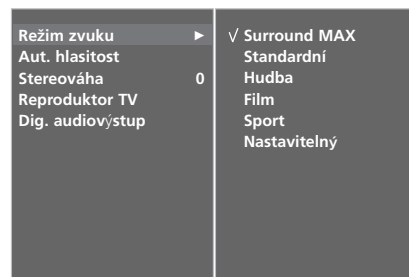 Režim zvuku ►
Aut. hlasitost
Stereováha 0
Reproduktor TV
Dig. audiovýstup
√ Surround MAX
Standardní
Hudba
Film
Sport
Nastavitelný